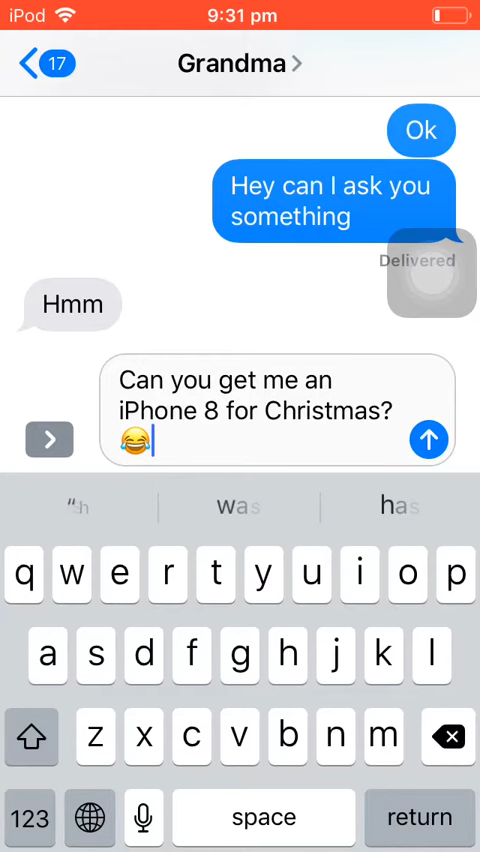 iPod 9:31 pm
17 Grandma
Ok
Hey can I ask you
something
Delivered
Hmm
Can you get me an
iPhone 8 for Christmas?
😂
“sh was has
q w e r t y u i o p
a s d f g h j k l
z x c v b n m
123 space return